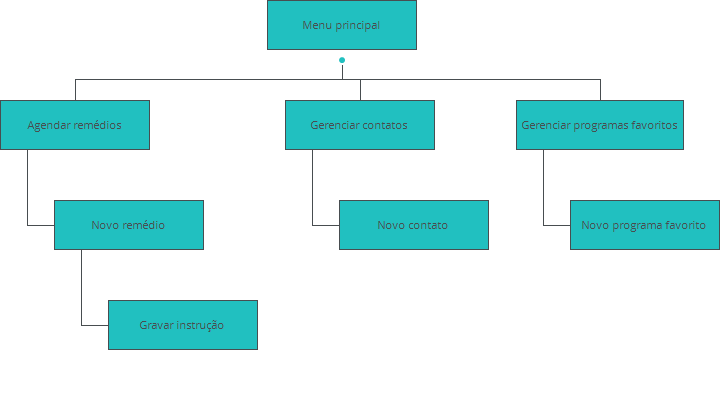 Menu principal
Agendar remédios
Gerenciar contatos
Gerenciar programas favoritos
Novo remédio
Novo contato
Novo programa favorito
Gravar instrução